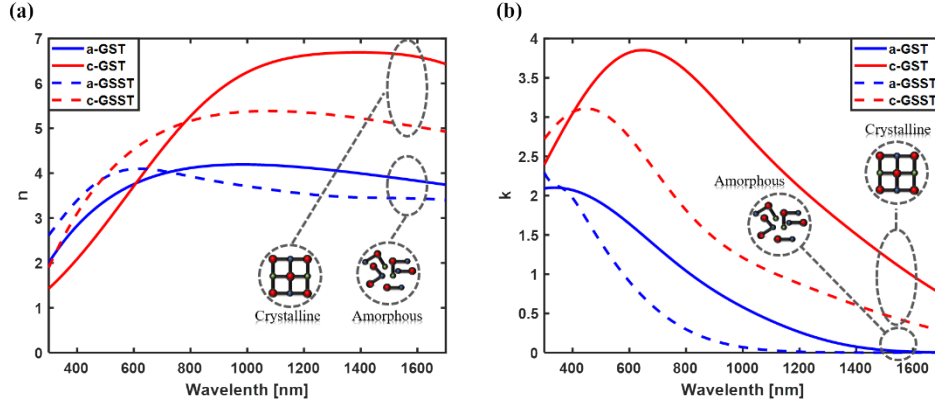 (a)
7
6
5
4
3
2
1
0
n
a-GST
c-GST
a-GSST
c-GSST
Crystalline
Amorphous
400 600 800 1000 1200 1400 1600
Wavelenth [nm]
(b)
4
3.5
3
2.5
2
1.5
1
0.5
0
k
a-GST
c-GST
a-GSST
c-GSST
Crystalline
Amorphous
400 600 800 1000 1200 1400 1600
Wavelenth [nm]